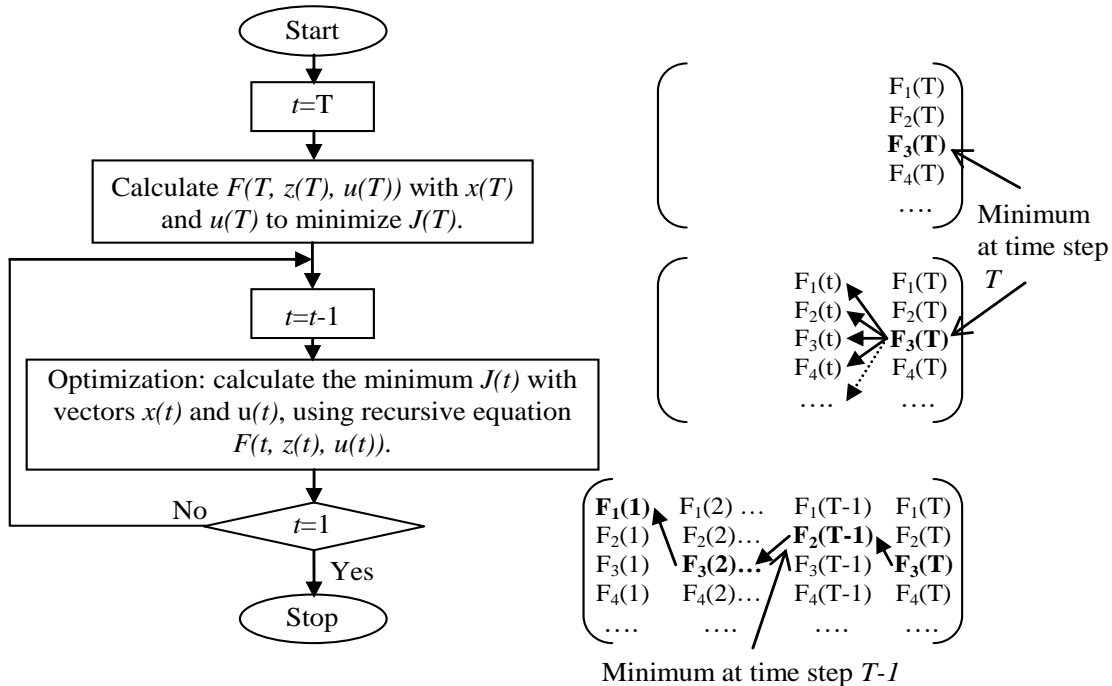 Start
t=T
Calculate F(T, z(T), u(T)) with x(T)
and u(T) to minimize J(T).
t=t-1
Optimization: calculate the minimum J(t) with
vectors x(t) and u(t), using recursive equation
F(t, z(t), u(t)).
No
t=1
Yes
Stop
F₁(T)
F₂(T)
F₃(T)
F₄(T)
….
Minimum
at time step
T
F₁(t) F₁(T)
F₂(t) F₂(T)
F₃(t) F₃(T)
F₄(t) F₄(T)
…. ….
F₁(1) F₁(2) … F₁(T-1) F₁(T)
F₂(1) F₂(2)… F₂(T-1) F₂(T)
F₃(1) F₃(2)… F₃(T-1) F₃(T)
F₄(1) F₄(2)… F₄(T-1) F₄(T)
…. …. …. ….
Minimum at time step T-1